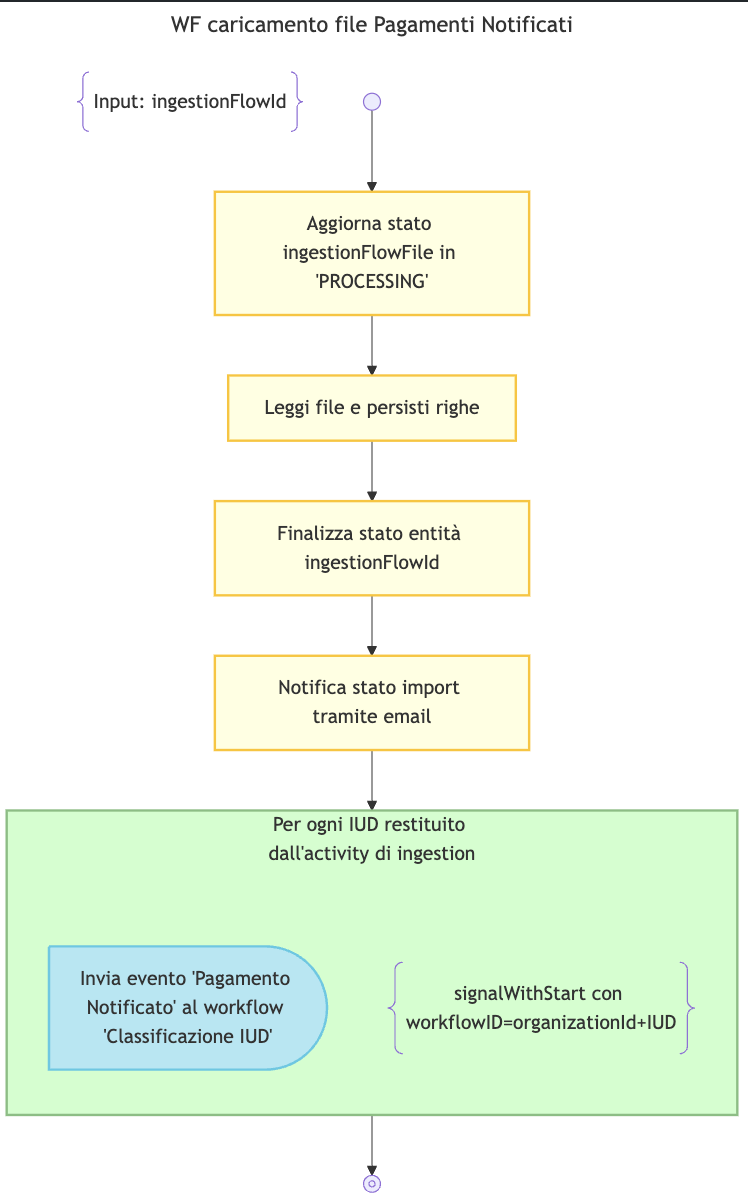 WF caricamento file Pagamenti Notificati
Input: ingestionFlowId
Aggiorna stato
ingestionFlowFile in
'PROCESSING'
Leggi file e persisti righe
Finalizza stato entità
ingestionFlowId
Notifica stato import
tramite email
Per ogni IUD restituito
dall'activity di ingestion
Invia evento 'Pagamento
Notificato' al workflow
'Classificazione IUD'
signalWithStart con
workflowID=organizationId+IUD